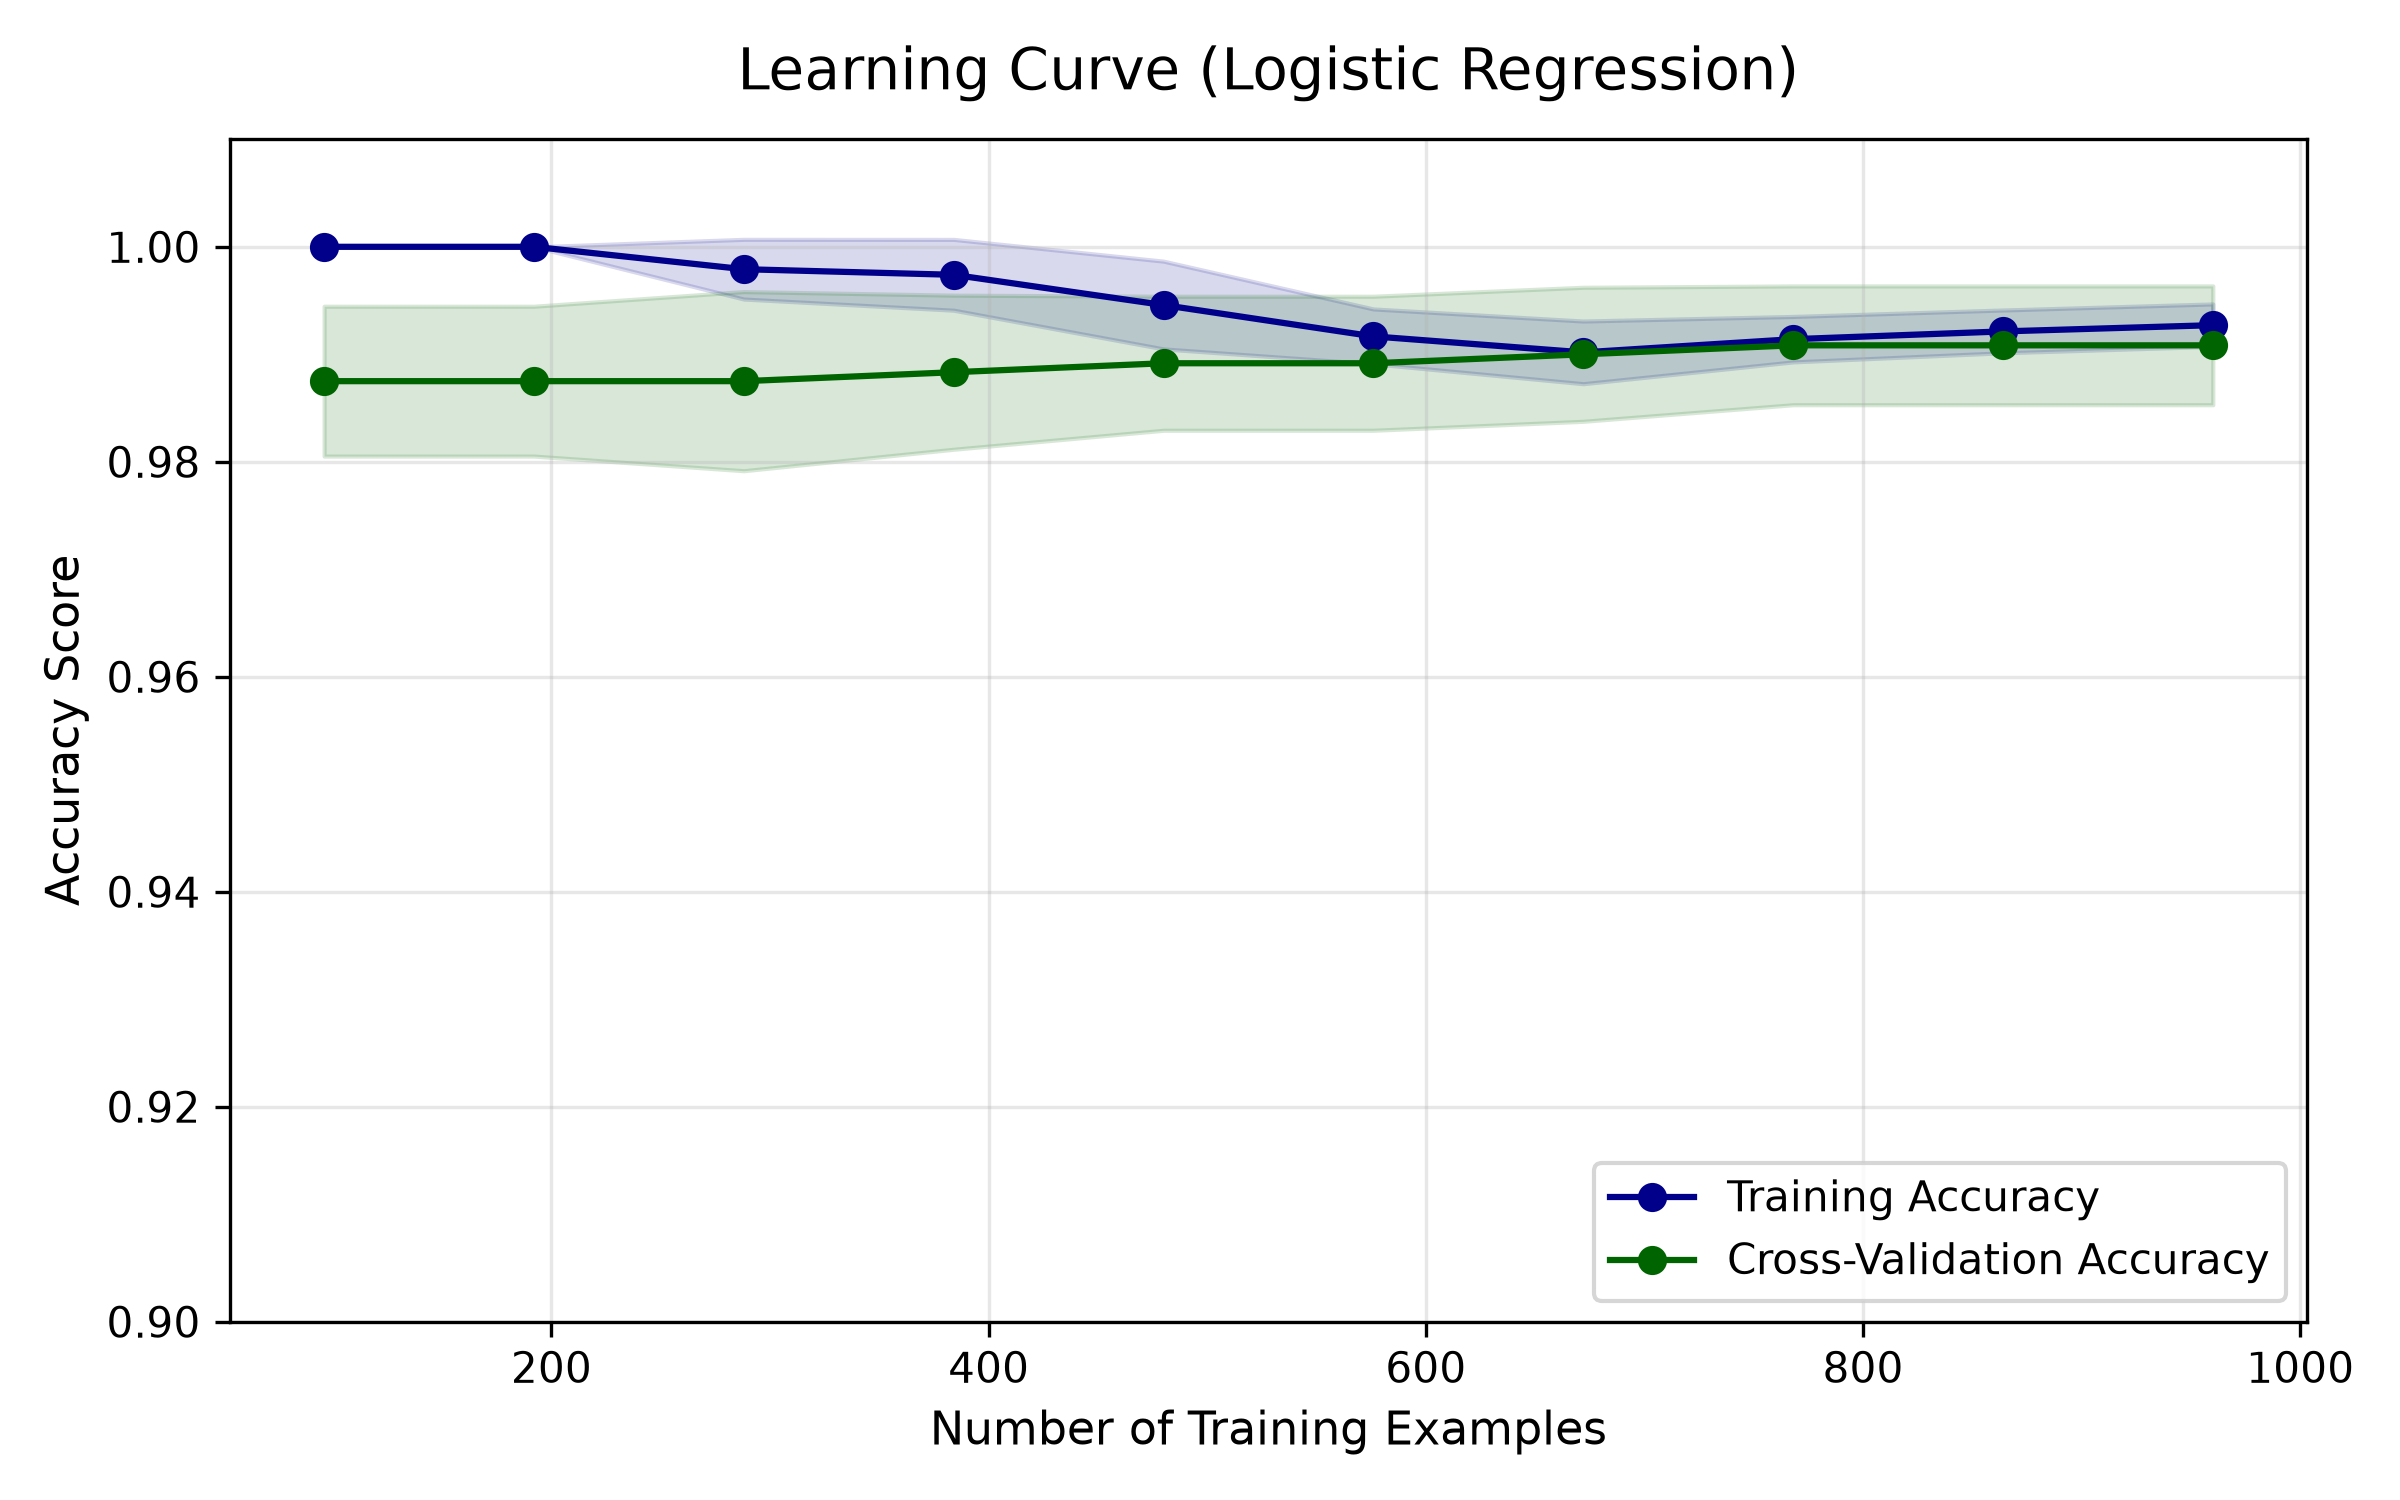 Learning Curve (Logistic Regression)
Accuracy Score
1.00
0.98
0.96
0.94
0.92
0.90
200 400 600 800 1000
Number of Training Examples
Training Accuracy
Cross-Validation Accuracy